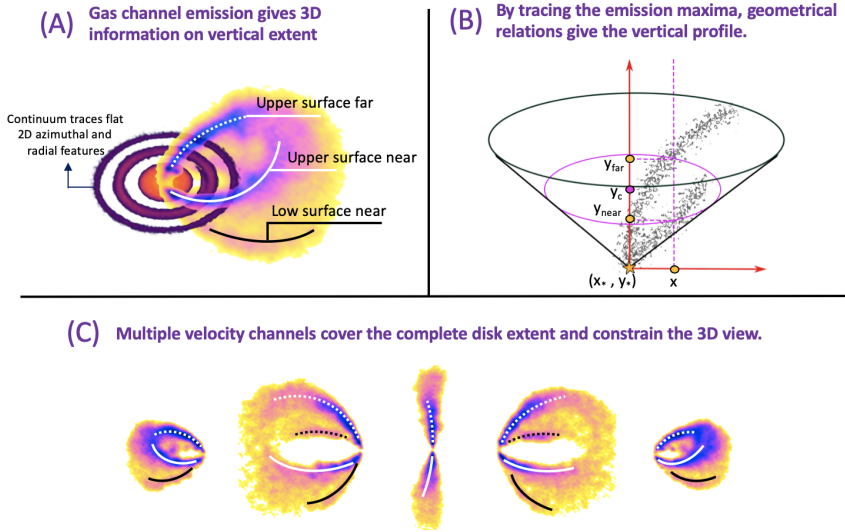 (A)
Gas channel emission gives 3D
information on vertical extent
Continuum traces flat
2D azimuthal and
radial features
Upper surface far
Upper surface near
Low surface near
(B)
By tracing the emission maxima, geometrical
relations give the vertical profile.
y_far
y_c
y_near
(x* , y*)
x
(C)
Multiple velocity channels cover the complete disk extent and constrain the 3D view.